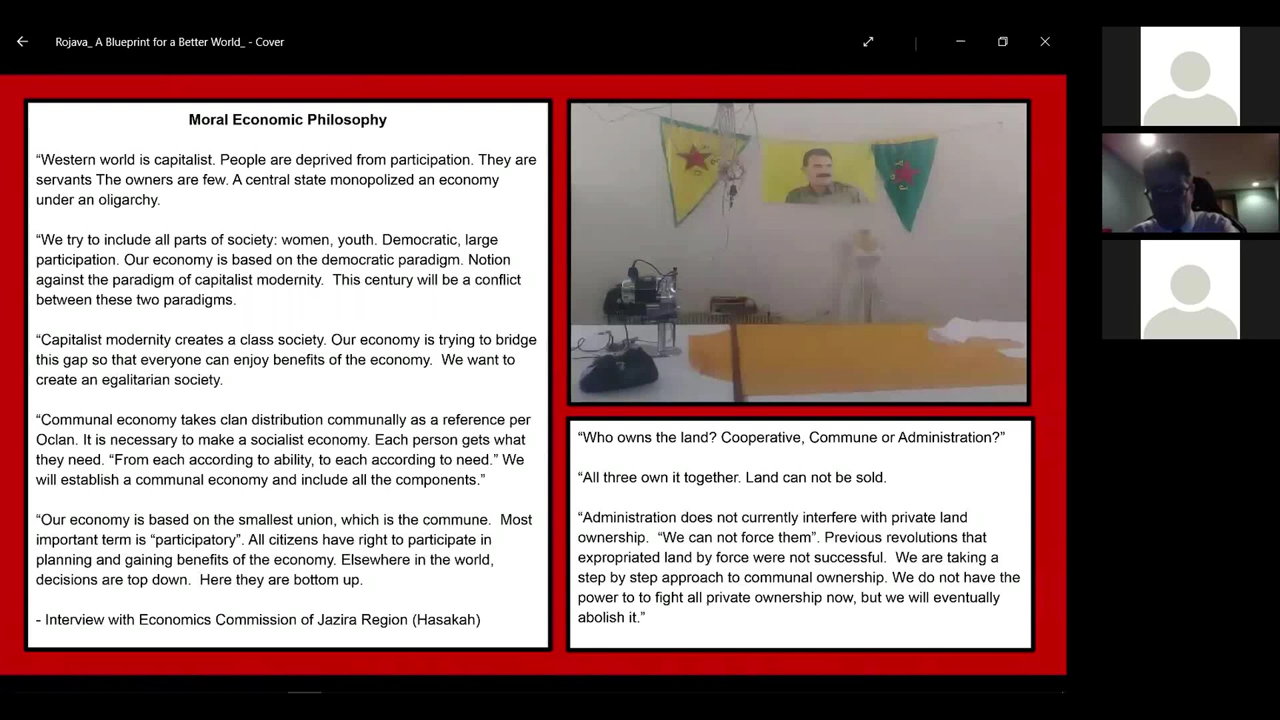 Rojava_ A Blueprint for a Better World_ - Cover
Moral Economic Philosophy
“Western world is capitalist. People are deprived from participation. They are
servants The owners are few. A central state monopolized an economy
under an oligarchy.
“We try to include all parts of society: women, youth. Democratic, large
participation. Our economy is based on the democratic paradigm. Notion
against the paradigm of capitalist modernity.  This century will be a conflict
between these two paradigms.
“Capitalist modernity creates a class society. Our economy is trying to bridge
this gap so that everyone can enjoy benefits of the economy.  We want to
create an egalitarian society.
“Communal economy takes clan distribution communally as a reference per
Oclan. It is necessary to make a socialist economy. Each person gets what
they need. “From each according to ability, to each according to need.” We
will establish a communal economy and include all the components.”
“Our economy is based on the smallest union, which is the commune.  Most
important term is “participatory”. All citizens have right to participate in
planning and gaining benefits of the economy. Elsewhere in the world,
decisions are top down.  Here they are bottom up.
- Interview with Economics Commission of Jazira Region (Hasakah)
“Who owns the land? Cooperative, Commune or Administration?”
“All three own it together. Land can not be sold.
“Administration does not currently interfere with private land
ownership.  “We can not force them”. Previous revolutions that
expropriated land by force were not successful.  We are taking a
step by step approach to communal ownership. We do not have the
power to to fight all private ownership now, but we will eventually
abolish it.”